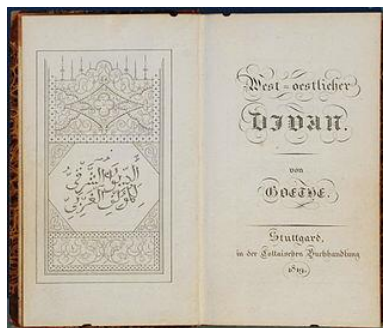 الديوان الشرقي
للمؤلف الغربي
West=oestlicher
DIVAN.
von
GOETHE.
Stuttgard,
in der Cottaischen Buchhandlung
1819.